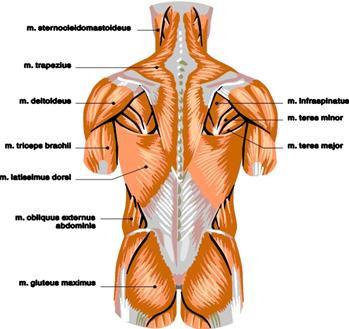 m. sternocleidomastoideus
m. trapezius
m. deltoideus
m. triceps brachii
m. latissimus dorsi
m. obliquus externus
abdominis
m. gluteus maximus
m. infraspinatus
m. teres minor
m. teres major